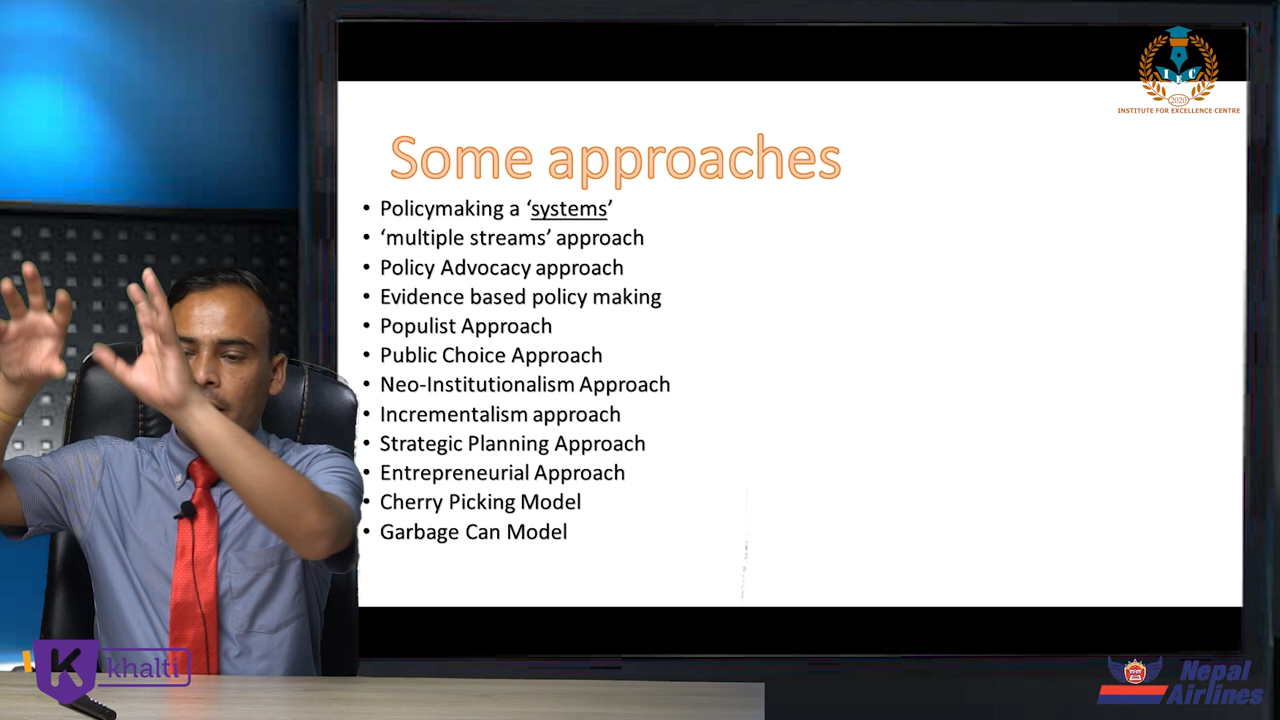 IEC
2020
INSTITUTE FOR EXCELLENCE CENTRE
Some approaches
• Policymaking a ‘systems’
• ‘multiple streams’ approach
• Policy Advocacy approach
• Evidence based policy making
• Populist Approach
• Public Choice Approach
• Neo-Institutionalism Approach
• Incrementalism approach
• Strategic Planning Approach
• Entrepreneurial Approach
• Cherry Picking Model
• Garbage Can Model
K khalti
Nepal
Airlines